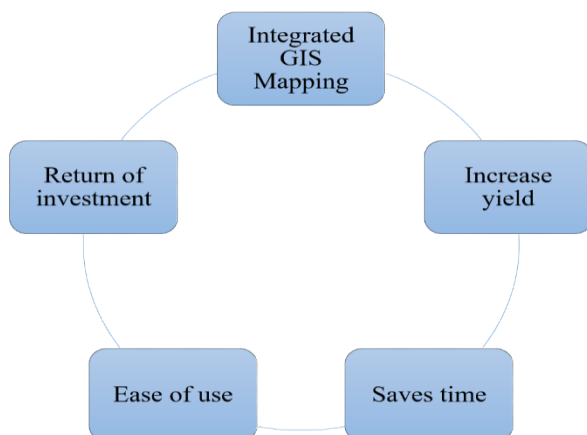 Integrated
GIS
Mapping
Return of
investment
Increase
yield
Ease of use
Saves time